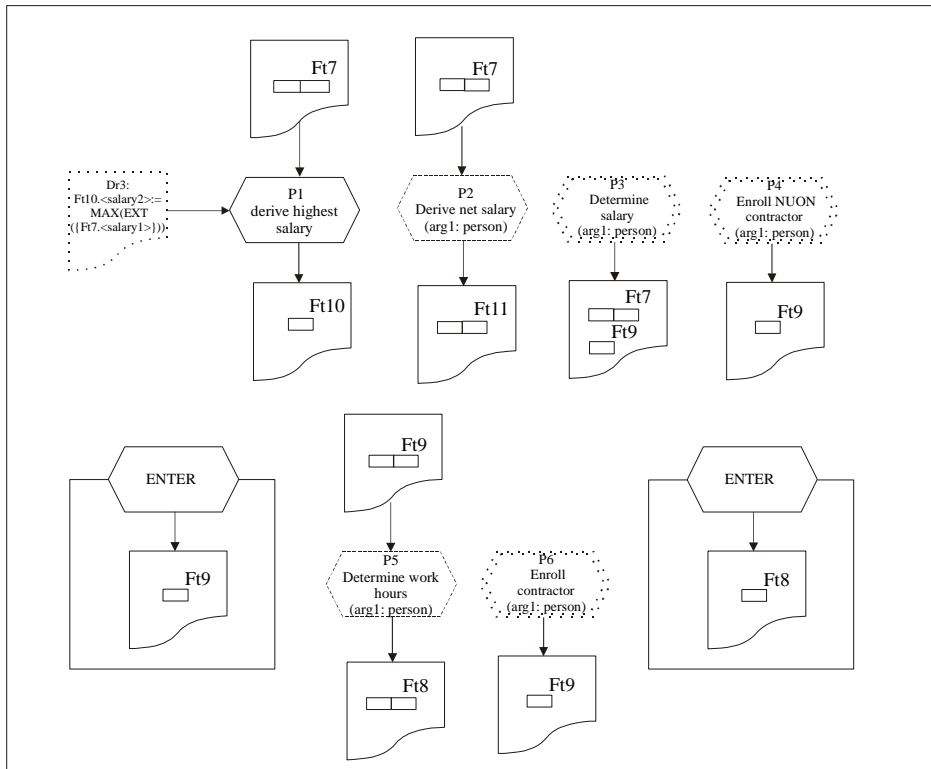 Ft7
Ft7
Dr3:
Ft10.<salary2>:=
MAX(EXT
({Ft7.<salary1>}))
P1
derive highest
salary
P2
Derive net salary
(arg1: person)
P3
Determine
salary
(arg1: person)
P4
Enroll NUON
contractor
(arg1: person)
Ft10
Ft11
Ft7
Ft9
Ft9
ENTER
Ft9
Ft9
P5
Determine work
hours
(arg1: person)
Ft8
P6
Enroll
contractor
(arg1: person)
Ft9
ENTER
Ft8